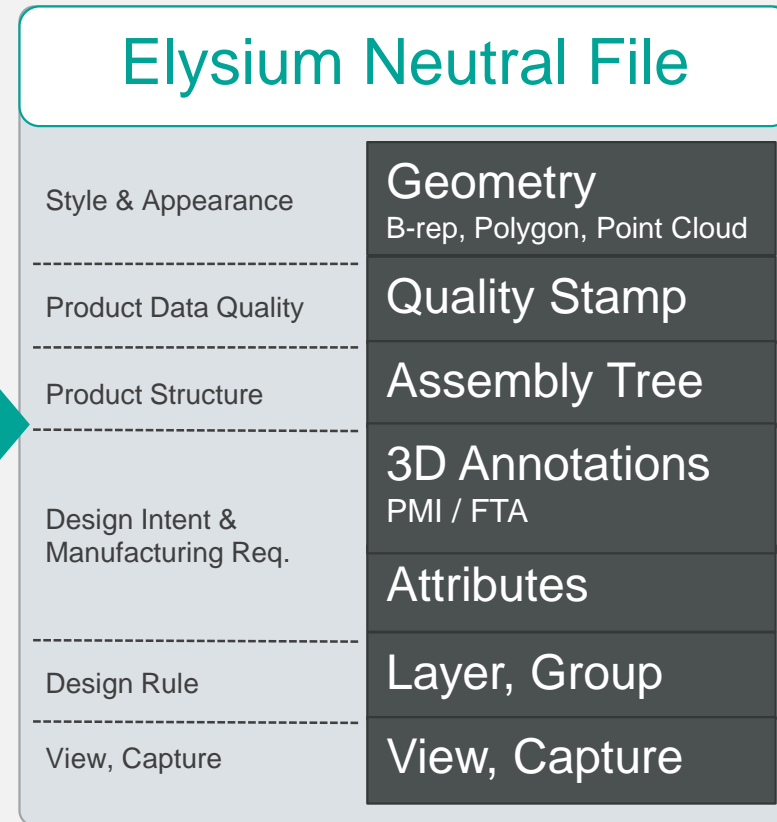 Elysium Neutral File
Style & Appearance
Geometry
B-rep, Polygon, Point Cloud
Product Data Quality
Quality Stamp
Product Structure
Assembly Tree
Design Intent &
Manufacturing Req.
3D Annotations
PMI / FTA
Attributes
Design Rule
Layer, Group
View, Capture
View, Capture